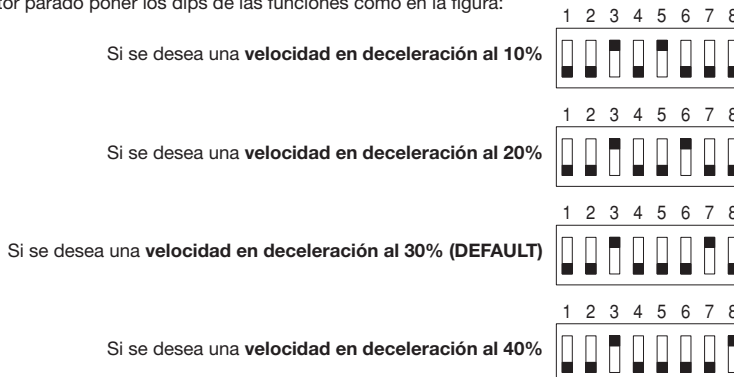 parado poner los dips de las funciones como en la figura:
1 2 3 4 5 6 7 8
Si se desea una velocidad en deceleración al 10%
1 2 3 4 5 6 7 8
Si se desea una velocidad en deceleración al 20%
1 2 3 4 5 6 7 8
Si se desea una velocidad en deceleración al 30% (DEFAULT)
1 2 3 4 5 6 7 8
Si se desea una velocidad en deceleración al 40%